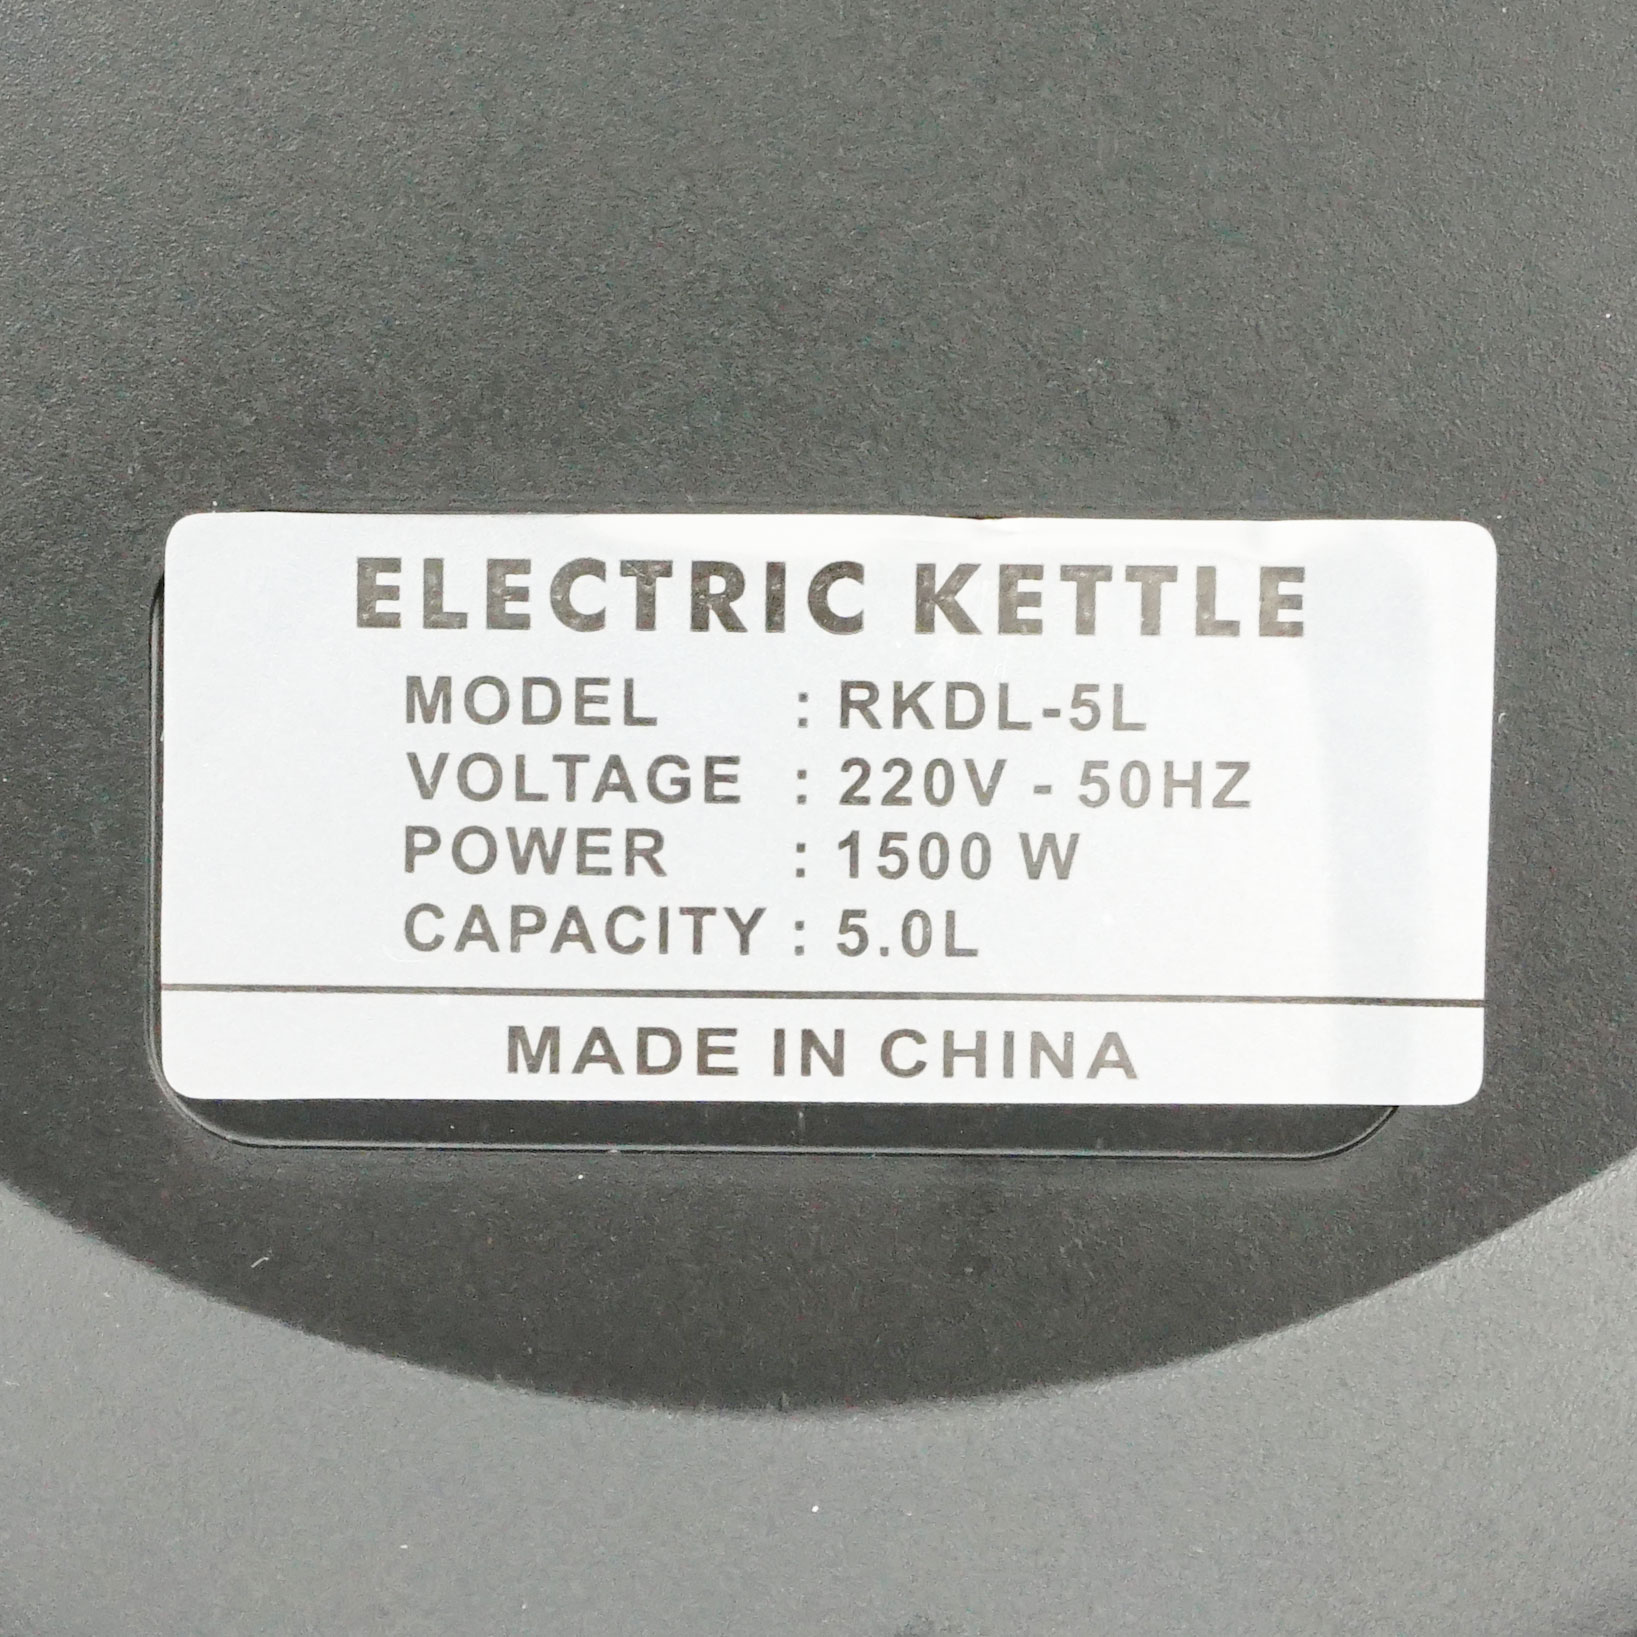 ELECTRIC KETTLE
MODEL : RKDL-5L
VOLTAGE : 220V - 50HZ
POWER : 1500 W
CAPACITY : 5.0L
MADE IN CHINA